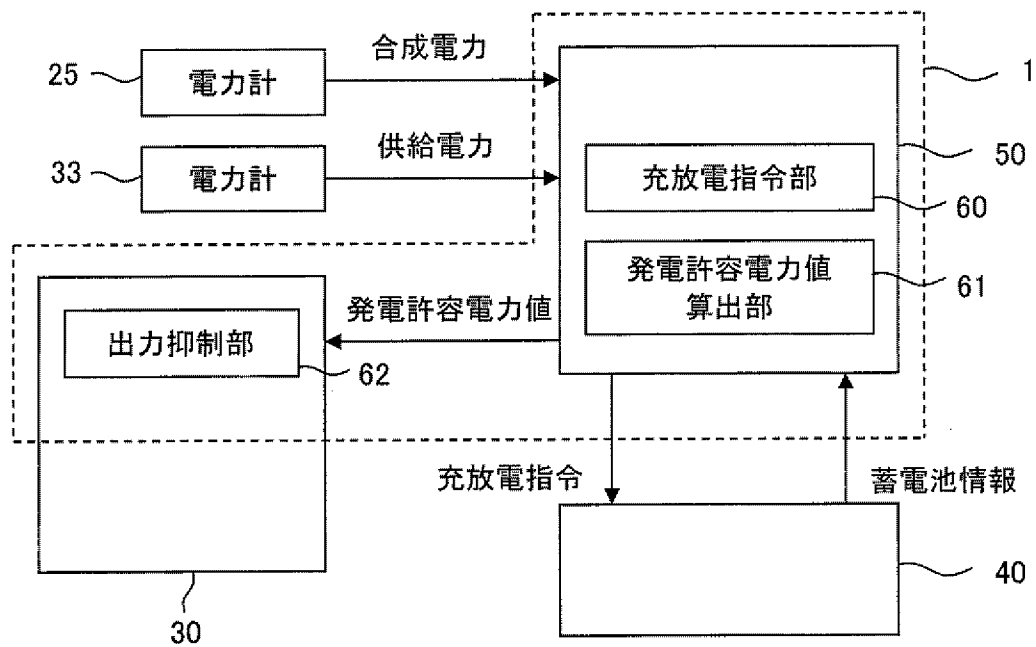 合成電力
25
電力計
1
供給電力
50
33
電力計
充放電指令部
60
発電許容電力値
算出部
61
発電許容電力値
出力抑制部
62
充放電指令
蓄電池情報
40
30